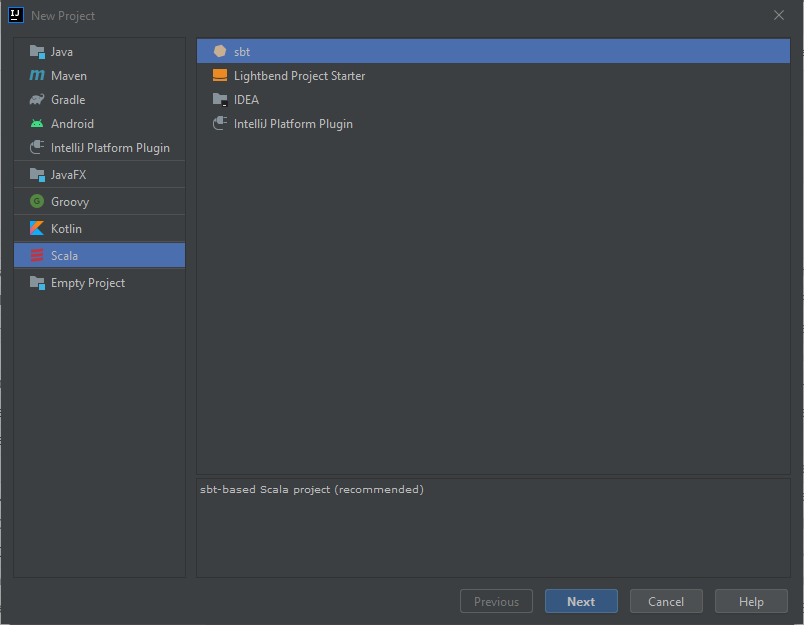 New Project
Java
Maven
Gradle
Android
IntelliJ Platform Plugin
JavaFX
Groovy
Kotlin
Scala
Empty Project
sbt
Lightbend Project Starter
IDEA
IntelliJ Platform Plugin
sbt-based Scala project (recommended)
Previous
Next
Cancel
Help